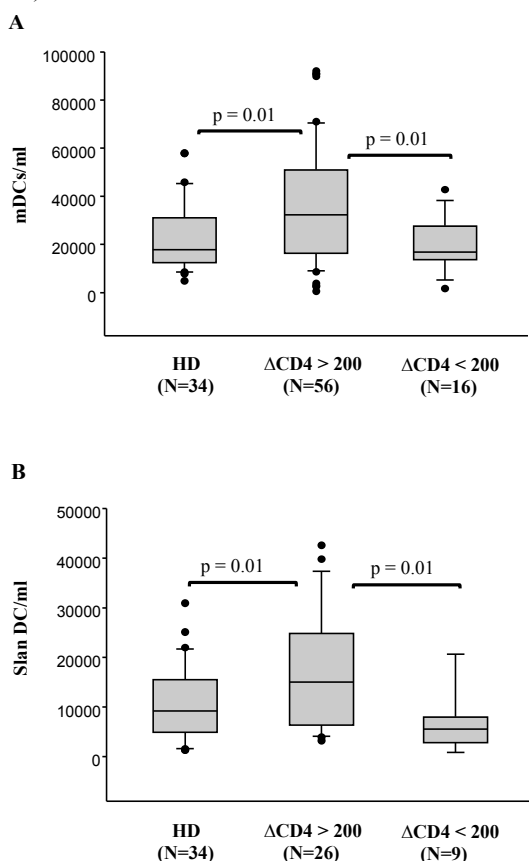 A
100000
80000
60000
40000
20000
0
mDCs/ml
p = 0.01
p = 0.01
HD
(N=34)
ΔCD4 > 200
(N=56)
ΔCD4 < 200
(N=16)
B
50000
40000
30000
20000
10000
0
Slan DC/ml
p = 0.01
p = 0.01
HD
(N=34)
ΔCD4 > 200
(N=26)
ΔCD4 < 200
(N=9)